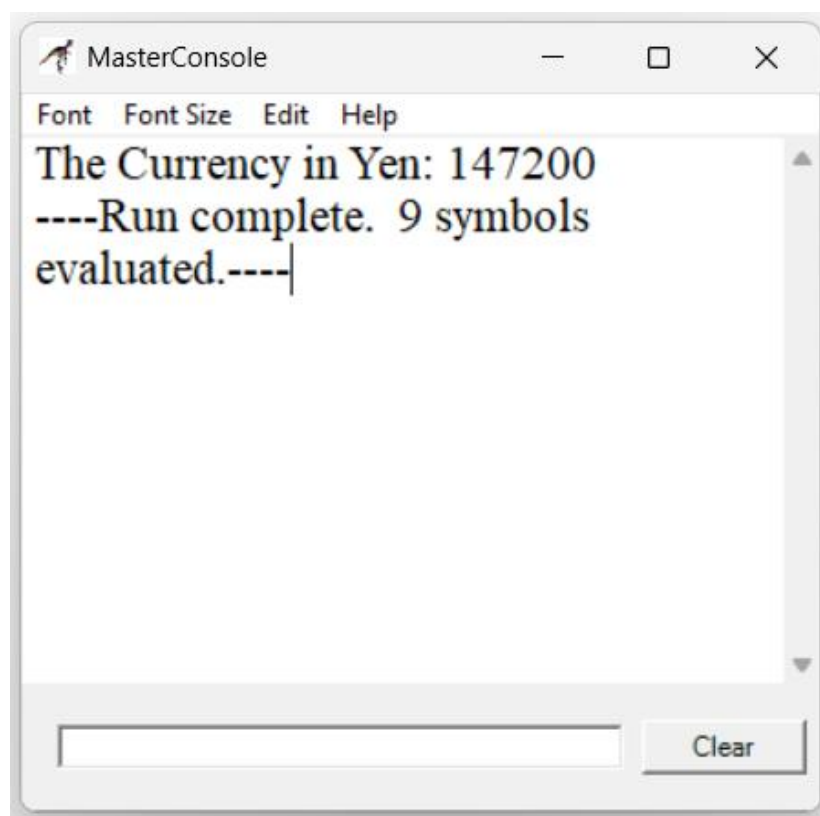 MasterConsole
Font Font Size Edit Help
The Currency in Yen: 147200
----Run complete.  9 symbols
evaluated.----
Clear